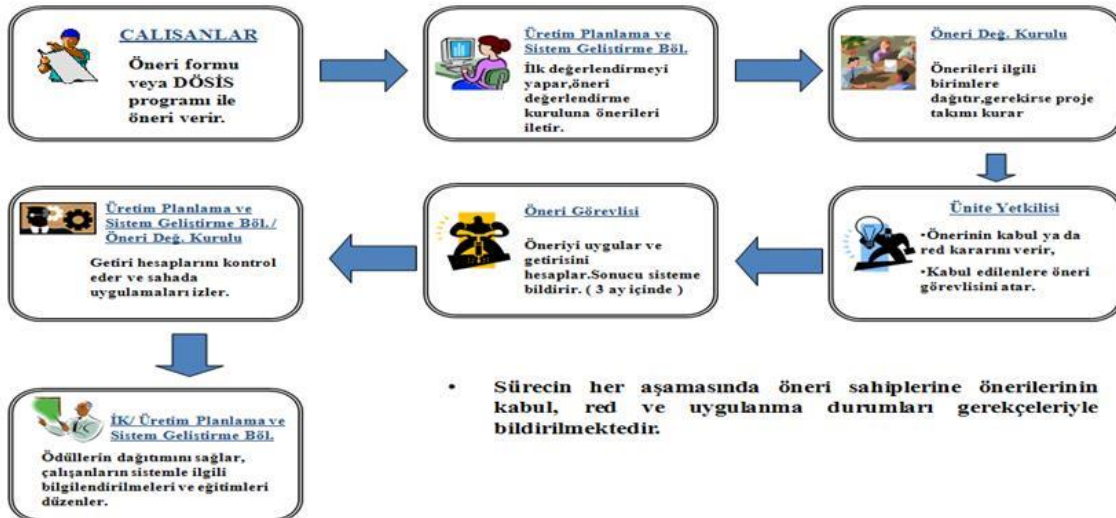 ÇALISANLAR
Öneri formu
veya DÖSİS
programı ile
öneri verir.
Üretim Planlama ve
Sistem Geliştirme Böl.
İlk değerlendirmeyi
yapar,öneri
değerlendirme
kuruluna önerileri
iletir.
Öneri Değ. Kurulu
Önerileri ilgili
birimlere
dağıtır,gerekirse proje
takımı kurar
Ünite Yetkilisi
•Önerinin kabul ya da
red kararını verir,
•Kabul edilenlere öneri
görevlisini atar.
Öneri Görevlisi
Öneriyi uygular ve
getirisini
hesaplar.Sonucu sisteme
bildirir. ( 3 ay içinde )
Üretim Planlama ve
Sistem Geliştirme Böl./
Öneri Değ. Kurulu
Getiri hesaplarını kontrol
eder ve sahada
uygulamaları izler.
İK/ Üretim Planlama ve
Sistem Geliştirme Böl.
Ödüllerin dağıtımını sağlar,
çalışanların sistemle ilgili
bilgilendirilmeleri ve eğitimleri
düzenler.
• Sürecin her aşamasında öneri sahiplerine önerilerinin
kabul, red ve uygulanma durumları gerekçeleriyle
bildirilmektedir.